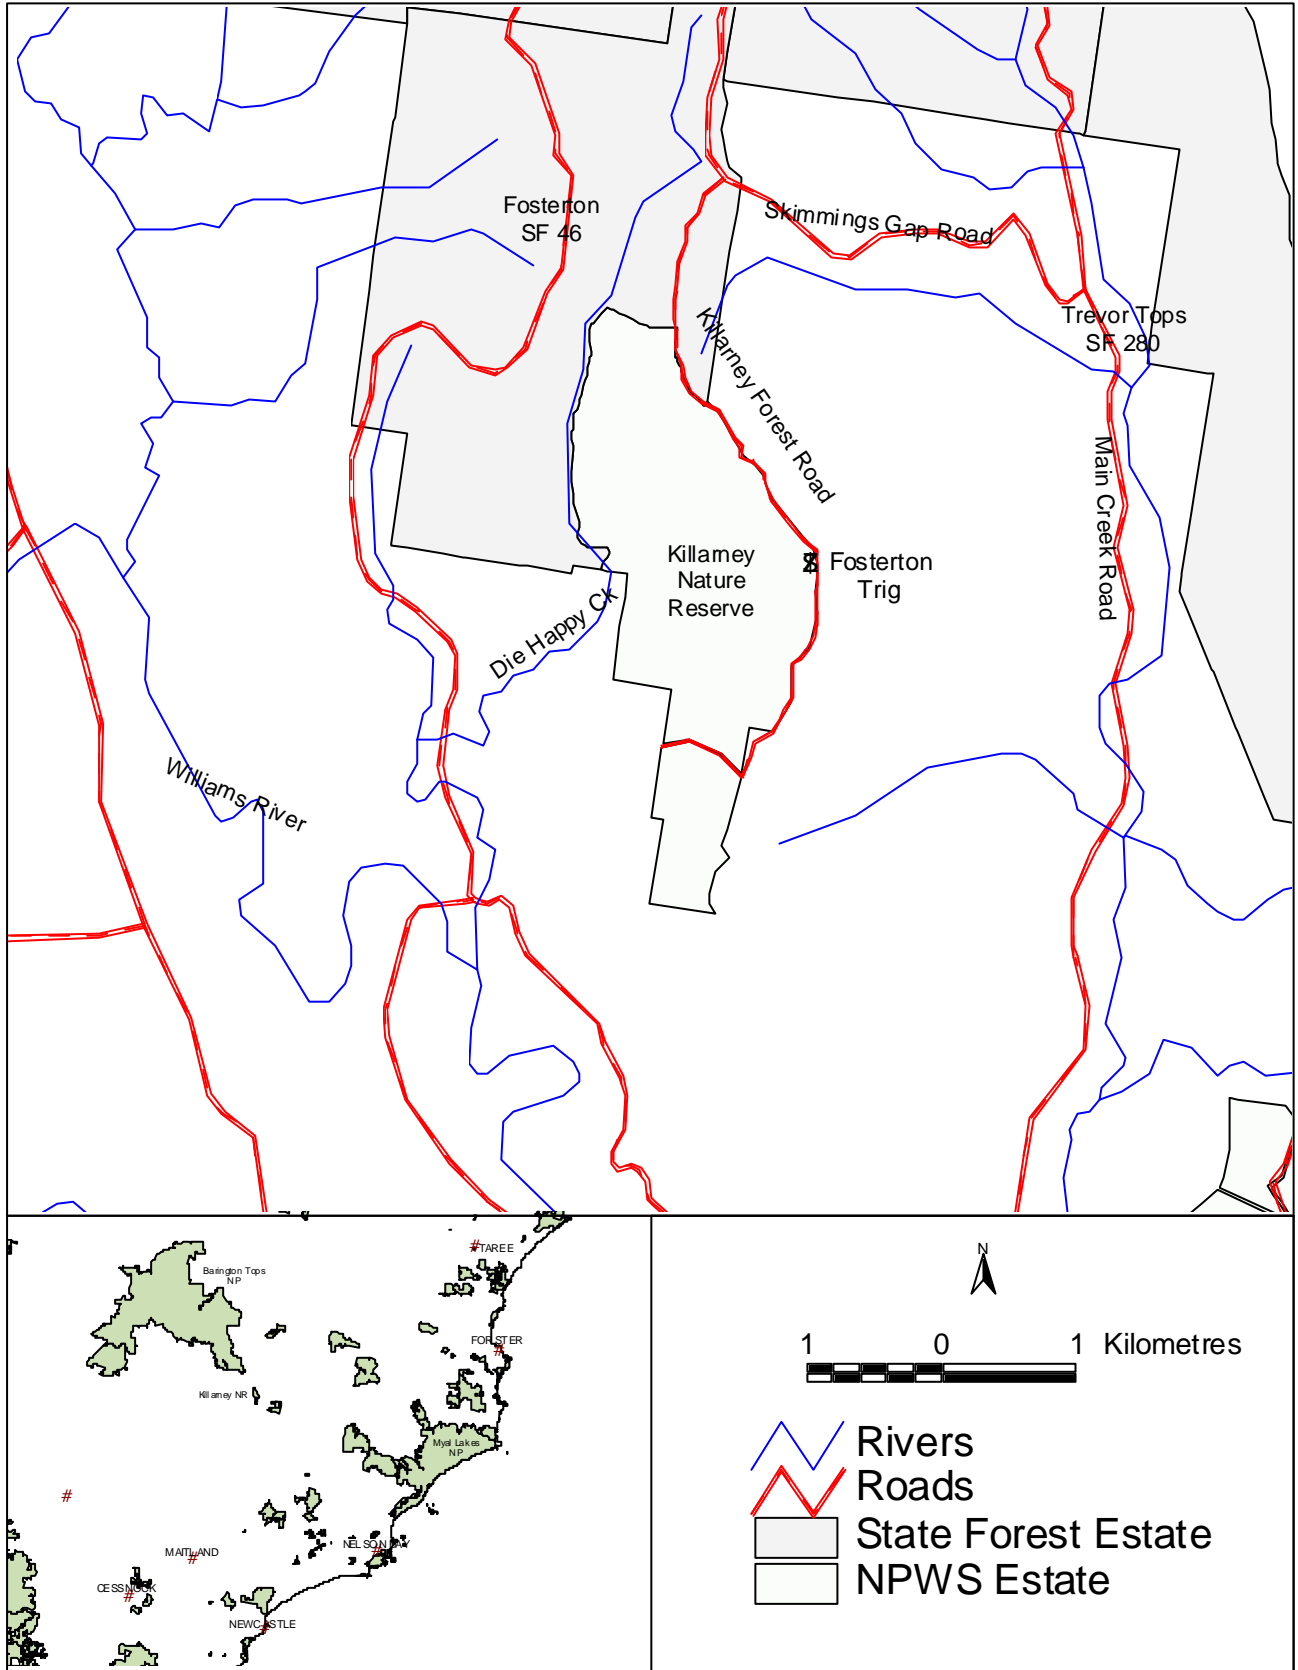 Fosterton
SF 46
Skimmings Gap Road
Trevor Tops
SF 280
Killarney Forest Road
Main Creek Road
Killarney
Nature
Reserve
Fosterton
Trig
Die Happy Ck
Williams River
TAREE
Barington Tops
NP
FORSTER
Killarney NR
Myal Lakes
NP
MAITLAND
NELSON BAY
CESSNOCK
NEWCASTLE
N
1 0 1 Kilometres
Rivers
Roads
State Forest Estate
NPWS Estate